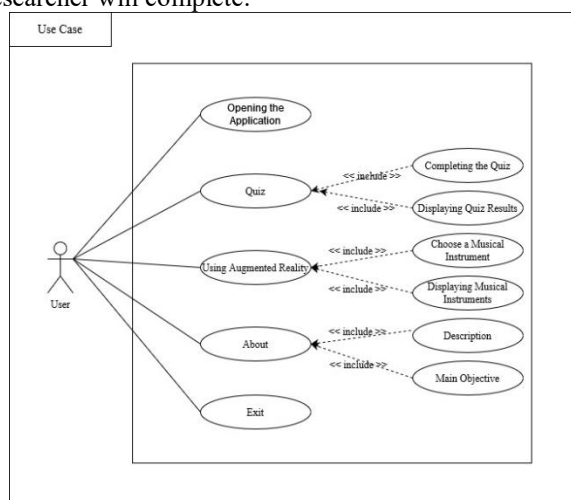 esearcher will complete.
Use Case
Opening the
Application
Completing the Quiz
<< include >>
Quiz
<< include >>
Displaying Quiz Results
Choose a Musical
Instrument
<< include >>
Using Augmented Reality
<< include >>
Displaying Musical
Instruments
User
<< include >>
Description
About
<< include >>
Main Objective
Exit